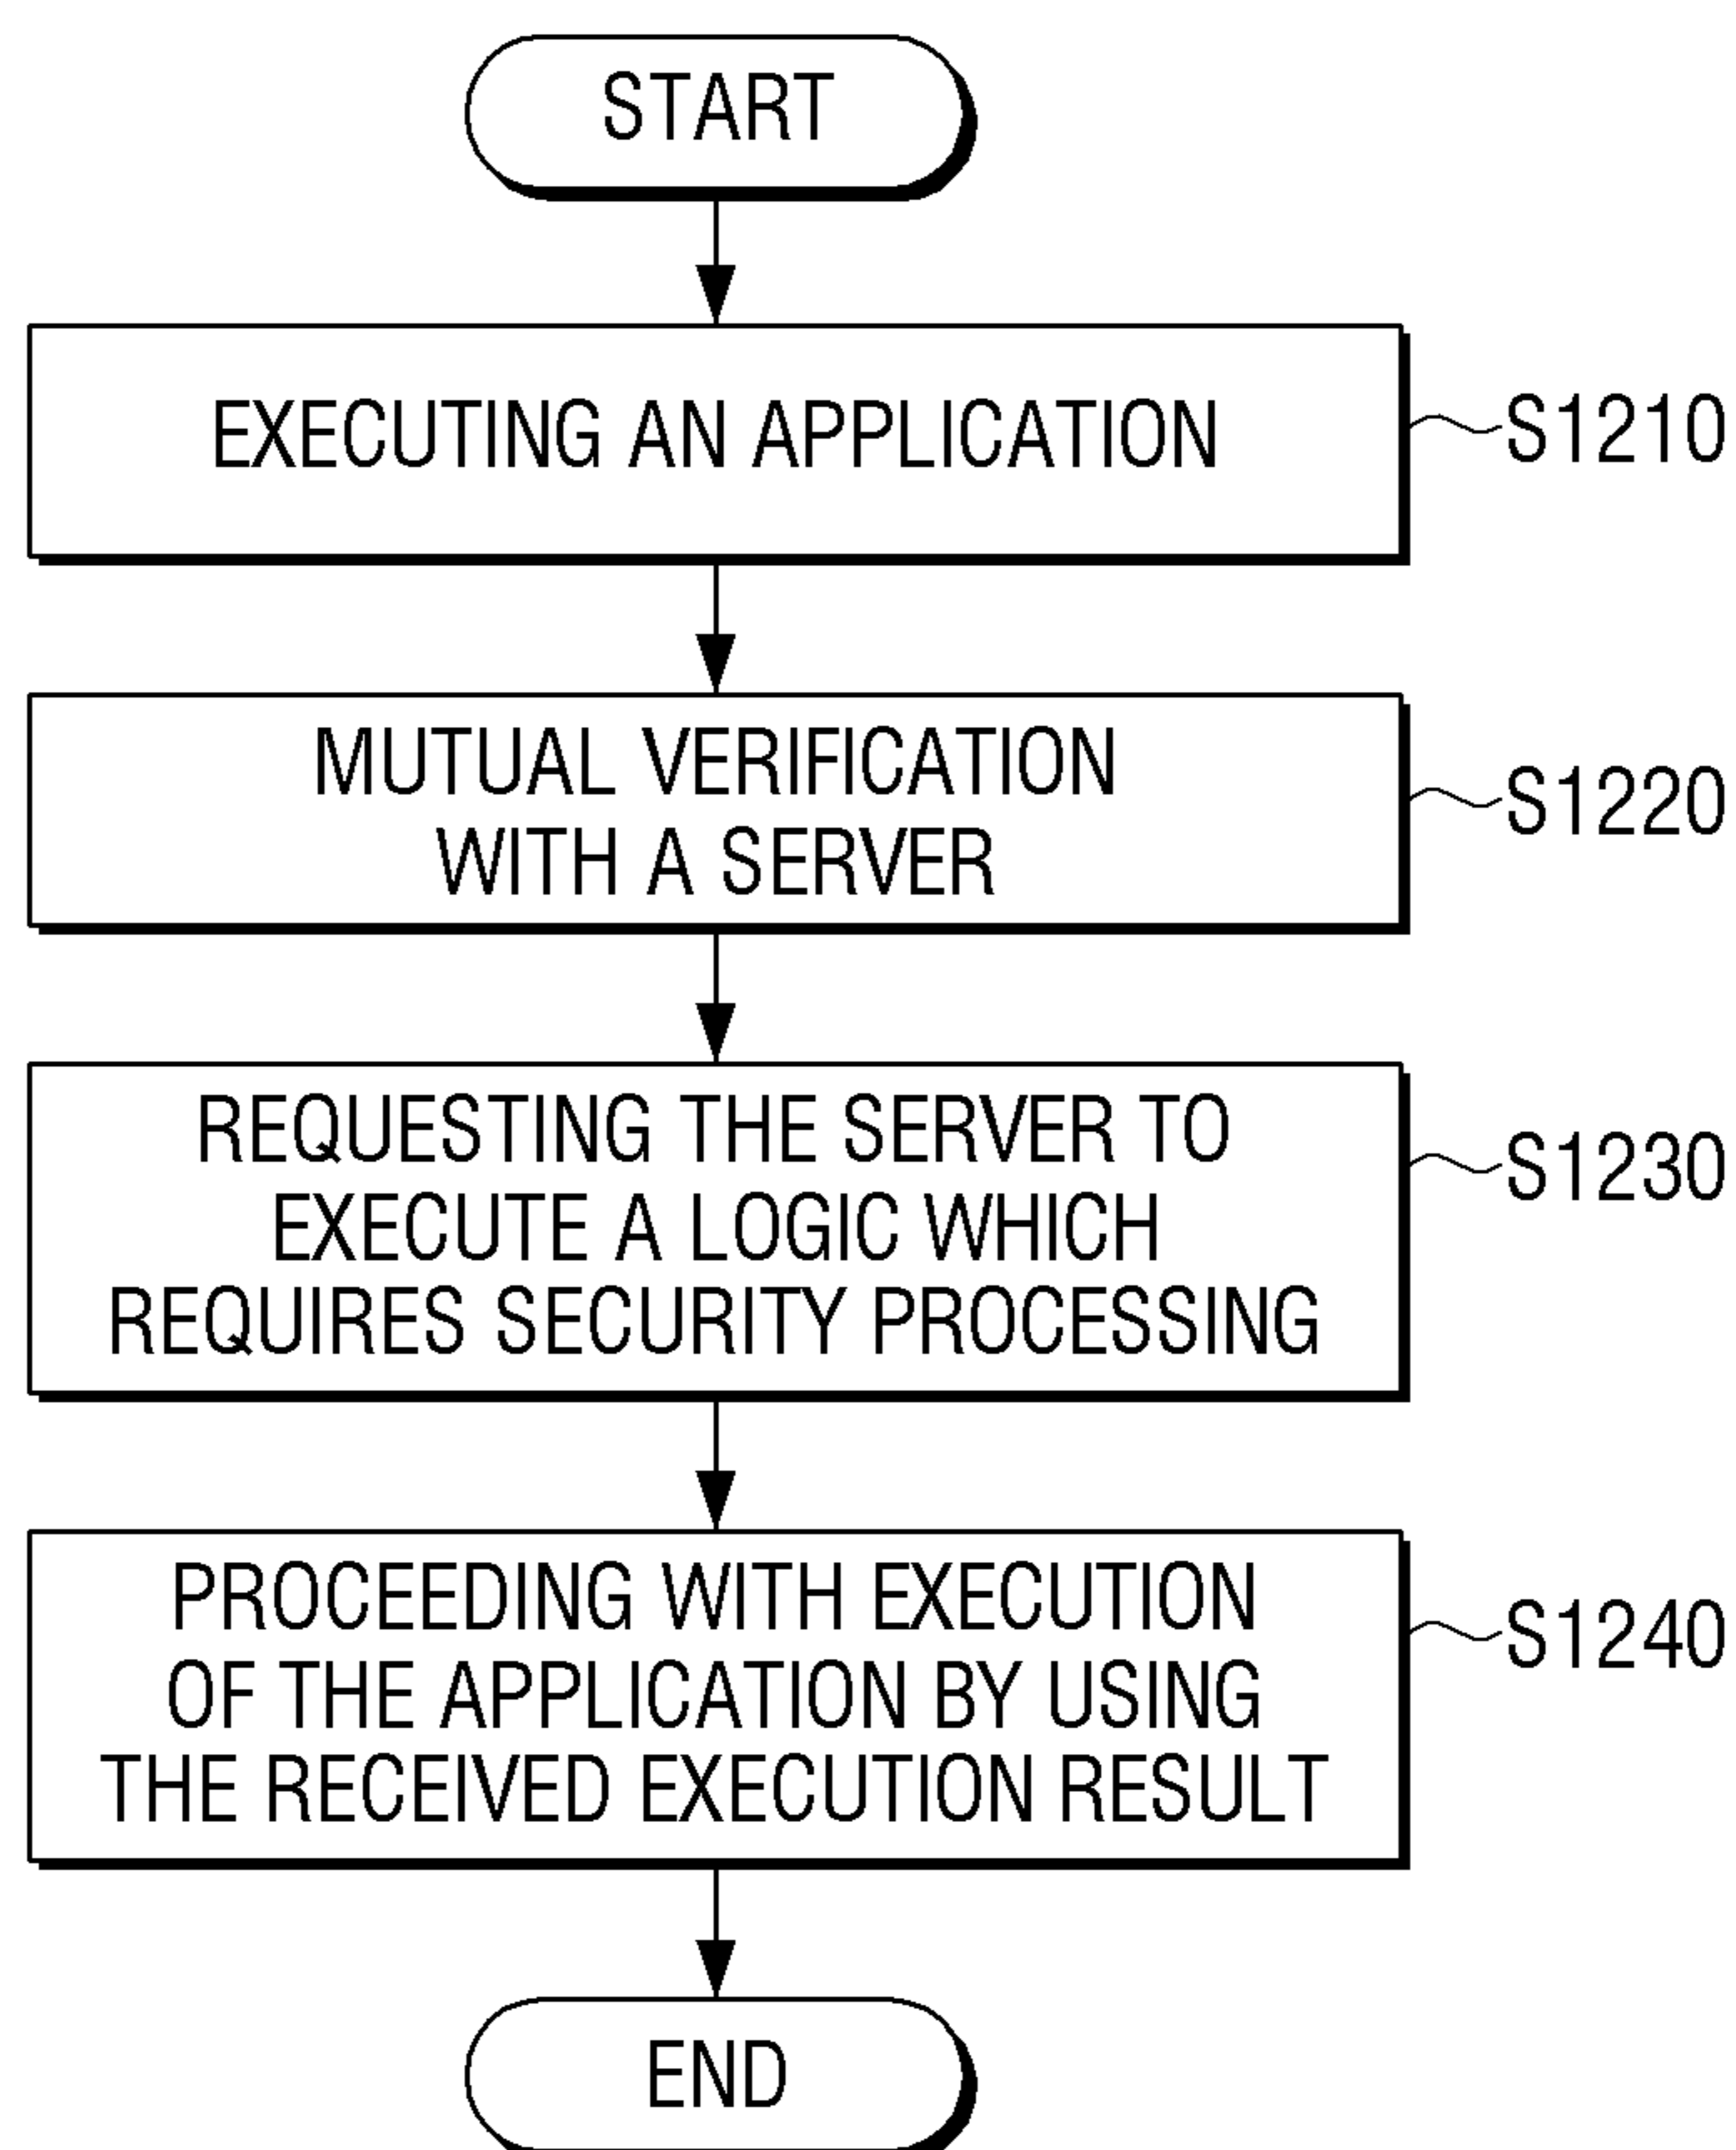 START
EXECUTING AN APPLICATION
S1210
MUTUAL VERIFICATION
WITH A SERVER
S1220
REQUESTING THE SERVER TO
EXECUTE A LOGIC WHICH
REQUIRES SECURITY PROCESSING
S1230
PROCEEDING WITH EXECUTION
OF THE APPLICATION BY USING
THE RECEIVED EXECUTION RESULT
S1240
END